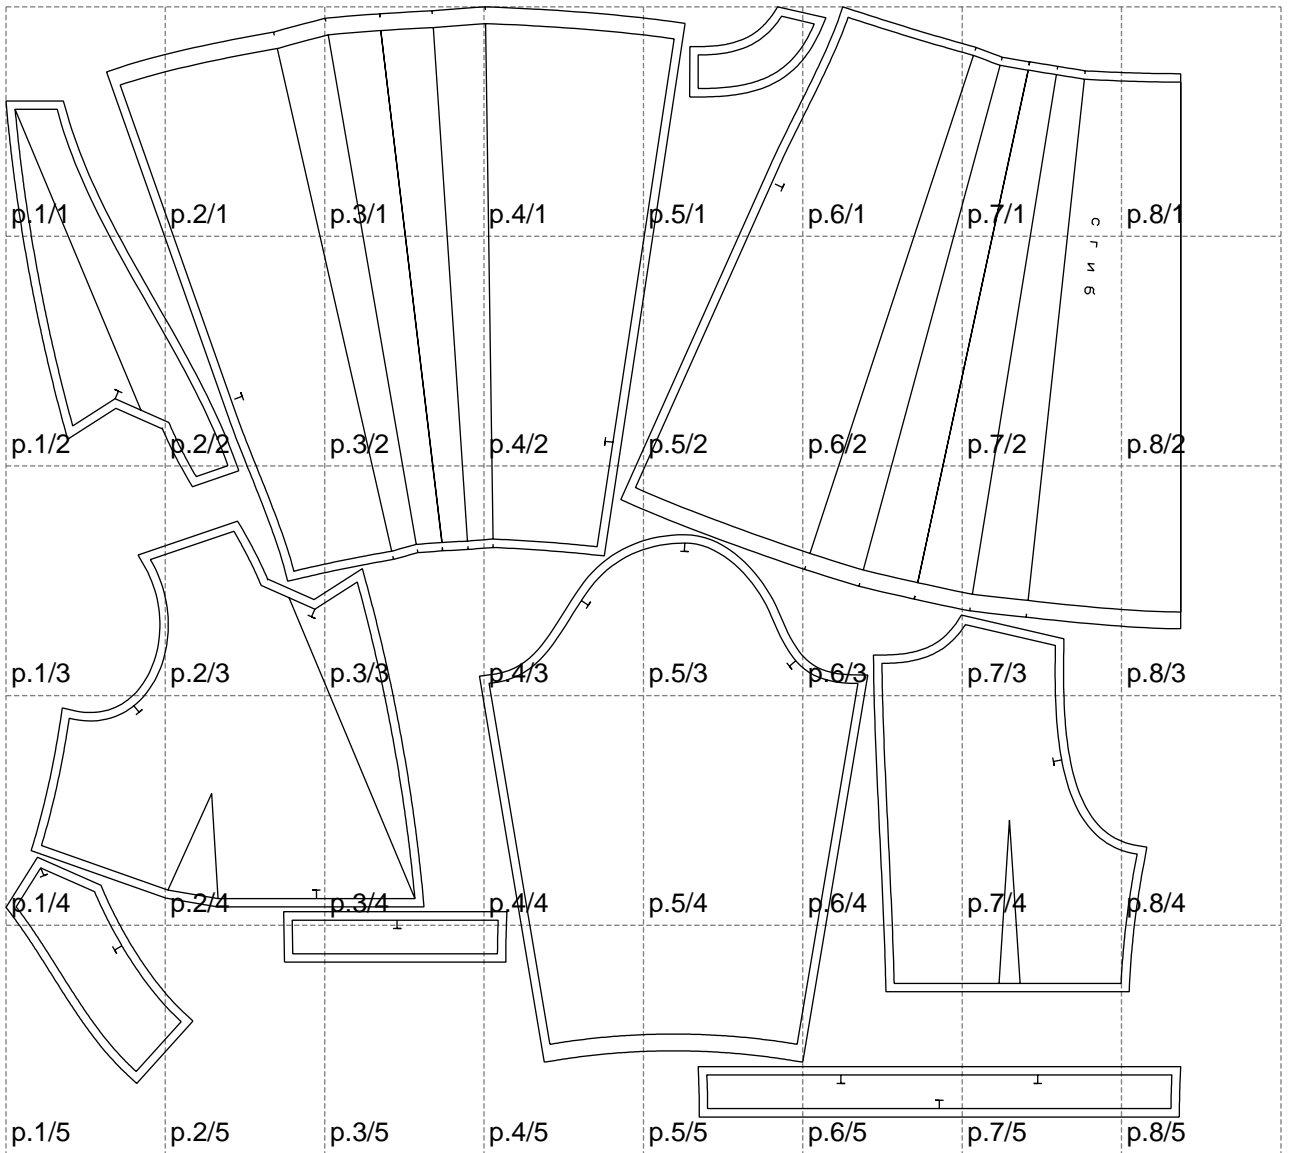 p.1/1 p.2/1 p.3/1 p.4/1 p.5/1 p.6/1 p.7/1 p.8/1
сгиб
p.1/2 p.2/2 p.3/2 p.4/2 p.5/2 p.6/2 p.7/2 p.8/2
p.1/3 p.2/3 p.3/3 p.4/3 p.5/3 p.6/3 p.7/3 p.8/3
p.1/4 p.2/4 p.3/4 p.4/4 p.5/4 p.6/4 p.7/4 p.8/4
p.1/5 p.2/5 p.3/5 p.4/5 p.5/5 p.6/5 p.7/5 p.8/5